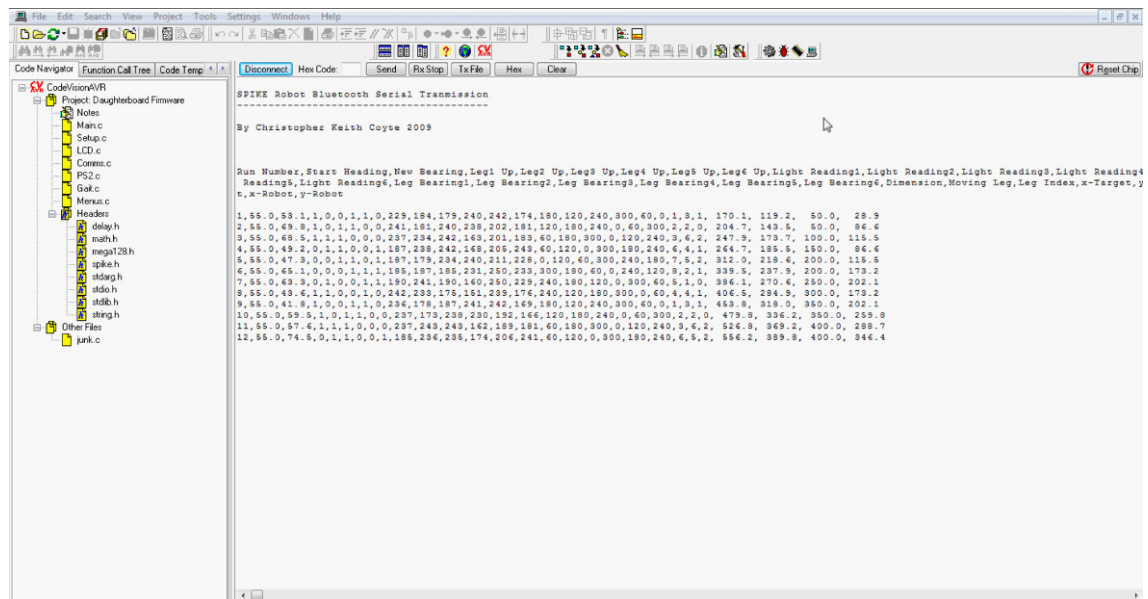 File Edit Search View Project Tools Settings Windows Help
Code Navigator Function Call Tree Code Temp
Disconnect Hex Code: Send Rx Stop Tx File Hex Clear Reset Chip
CodeVisionAVR
Project: Daughterboard Firmware
Notes
Main.c
Setup.c
LCD.c
Comms.c
PS2.c
Gait.c
Menus.c
Headers
delay.h
math.h
mega128.h
spike.h
stdarg.h
stdio.h
stdlib.h
string.h
Other Files
junk.c
SPIKE Robot Bluetooth Serial Tranmission
----------------------------------------
By Christopher Keith Coyte 2009
Run Number,Start Heading,New Bearing,Leg1 Up,Leg2 Up,Leg3 Up,Leg4 Up,Leg5 Up,Leg6 Up,Light Reading1,Light Reading2,Light Reading3,Light Reading4
Reading5,Light Reading6,Leg Bearing1,Leg Bearing2,Leg Bearing3,Leg Bearing4,Leg Bearing5,Leg Bearing6,Dimension,Moving Leg,Leg Index,x-Target,y
t,x-Robot,y-Robot
1,55.0,53.1,1,0,0,1,1,0,229,184,179,240,242,174,180,120,240,300,60,0,1,3,1, 170.1, 119.2, 50.0, 28.9
2,55.0,69.8,1,0,1,1,0,0,241,181,240,238,202,181,120,180,240,0,60,300,2,2,0, 204.7, 143.5, 50.0, 86.6
3,55.0,68.5,1,1,1,0,0,0,237,234,242,163,201,183,60,180,300,0,120,240,3,6,2, 247.9, 173.7, 100.0, 115.5
4,55.0,49.2,0,1,1,0,0,1,187,238,242,168,205,243,60,120,0,300,180,240,6,4,1, 264.7, 185.5, 150.0, 86.6
5,55.0,47.3,0,0,1,1,0,1,187,179,234,240,211,228,0,120,60,300,240,180,7,5,2, 312.0, 218.6, 200.0, 115.5
6,55.0,65.1,0,0,0,1,1,1,185,187,185,231,250,233,300,180,60,0,240,120,8,2,1, 339.5, 237.9, 200.0, 173.2
7,55.0,63.3,0,1,0,1,1,1,190,241,190,160,250,229,240,180,120,0,300,60,5,1,0, 386.1, 270.6, 250.0, 202.1
8,55.0,43.6,1,1,0,0,1,0,242,233,175,151,239,176,240,120,180,300,0,60,4,4,1, 406.5, 284.9, 300.0, 173.2
9,55.0,41.8,1,0,0,1,1,0,236,178,187,241,242,169,180,120,240,300,60,0,1,3,1, 453.8, 318.0, 350.0, 202.1
10,55.0,59.5,1,0,1,1,0,0,237,173,238,230,192,166,120,180,240,0,60,300,2,2,0, 479.8, 336.2, 350.0, 259.8
11,55.0,57.6,1,1,1,0,0,0,237,243,243,162,189,181,60,180,300,0,120,240,3,6,2, 526.8, 369.2, 400.0, 288.7
12,55.0,74.5,0,1,1,0,0,1,185,236,235,174,206,241,60,120,0,300,180,240,6,5,2, 556.2, 389.8, 400.0, 346.4